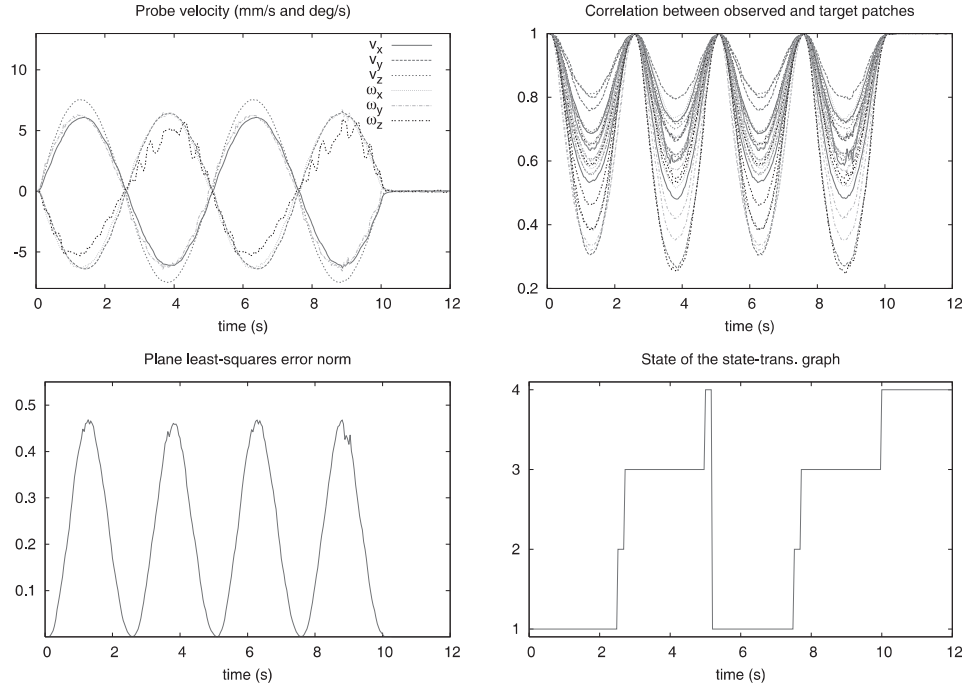 Probe velocity (mm/s and deg/s)
10
5
0
-5
v_x
v_y
v_z
ω_x
ω_y
ω_z
0 2 4 6 8 10 12
time (s)
Correlation between observed and target patches
1
0.8
0.6
0.4
0.2
0 2 4 6 8 10 12
time (s)
Plane least-squares error norm
0.5
0.4
0.3
0.2
0.1
0 2 4 6 8 10 12
time (s)
State of the state-trans. graph
4
3
2
1
0 2 4 6 8 10 12
time (s)